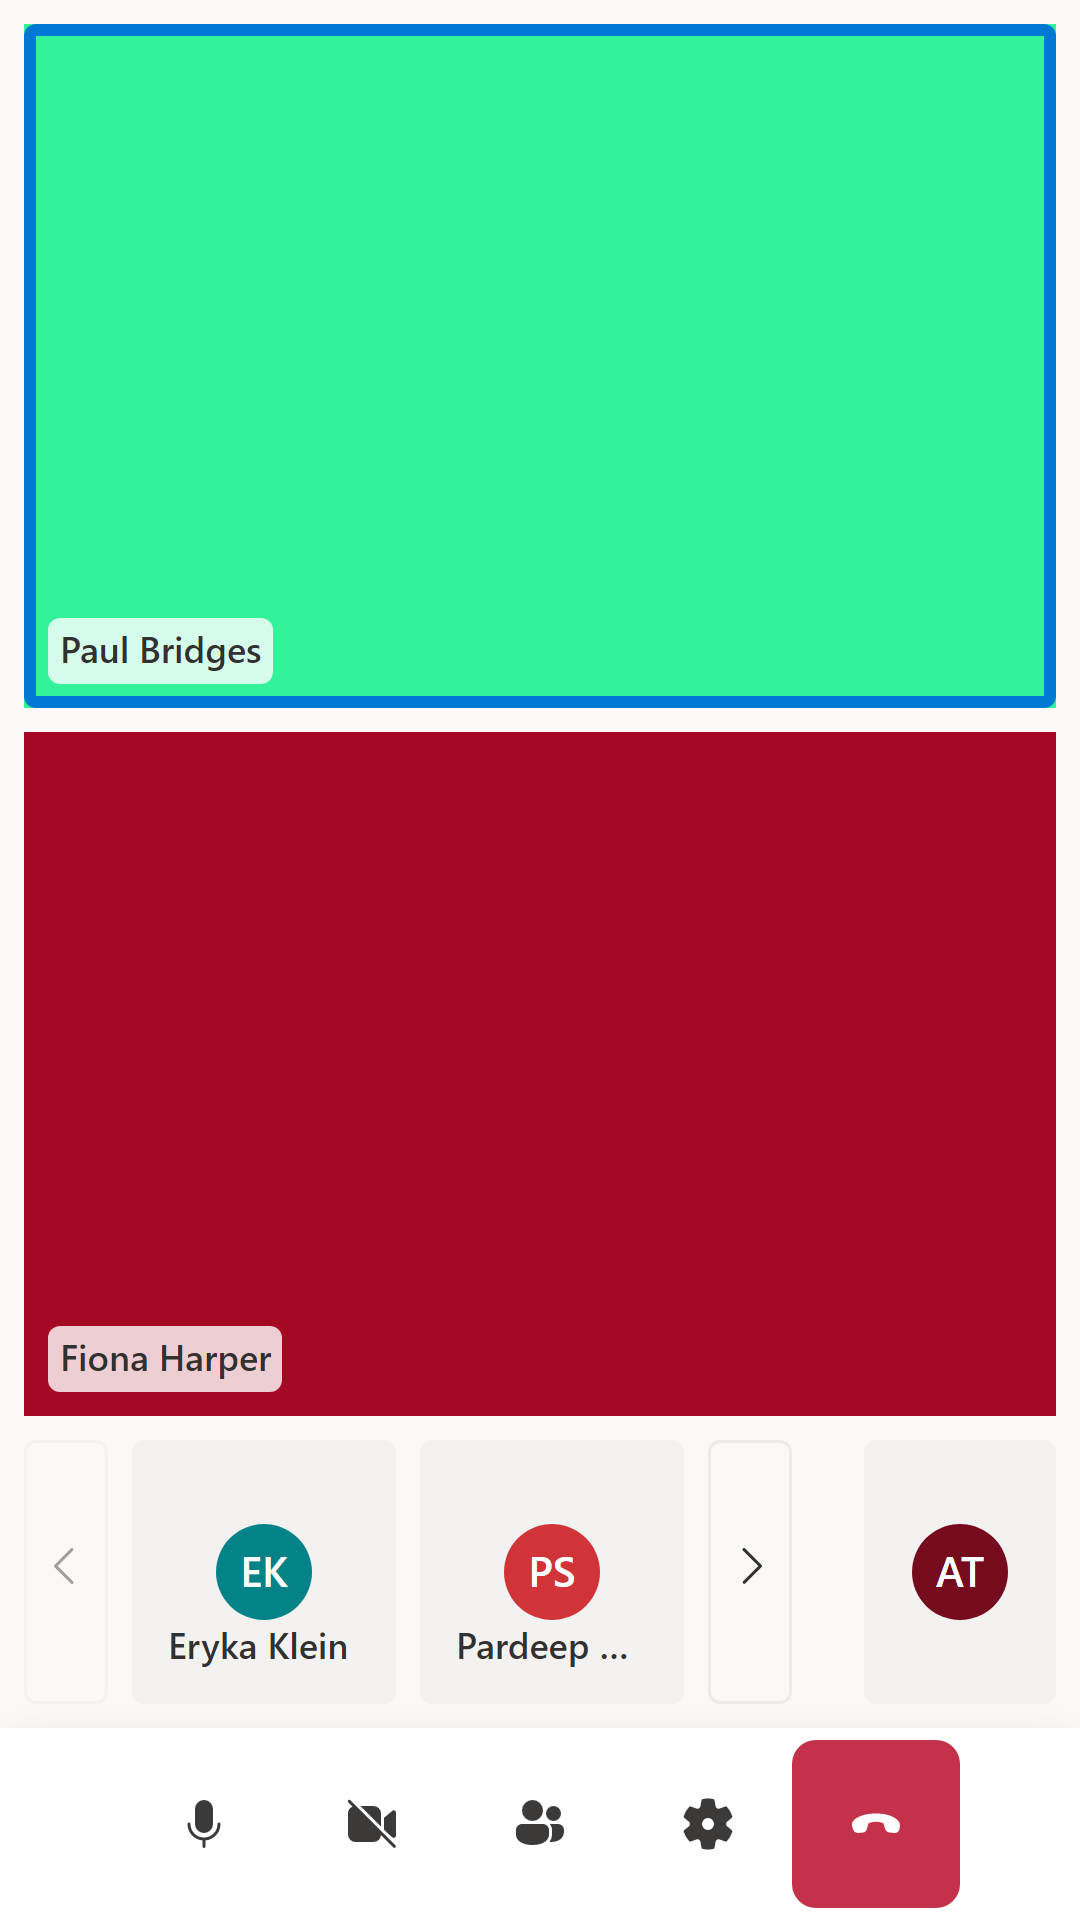 Paul Bridges
Fiona Harper
EK
Eryka Klein
PS
Pardeep ...
AT